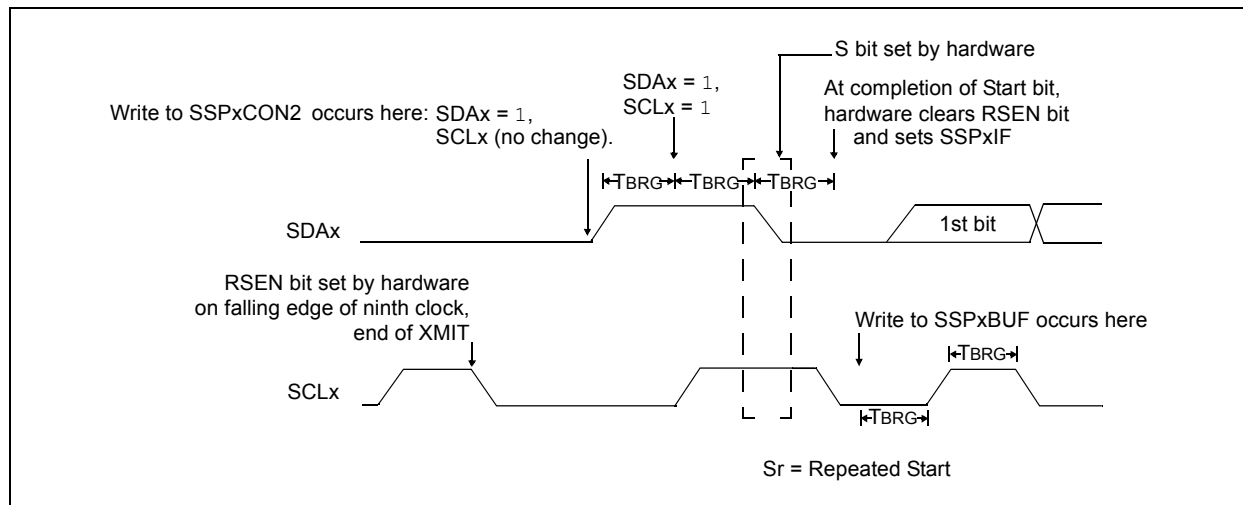 S bit set by hardware
SDAx = 1,
SCLx = 1
At completion of Start bit,
hardware clears RSEN bit
and sets SSPxIF
Write to SSPxCON2 occurs here: SDAx = 1,
SCLx (no change).
TBRG
TBRG
TBRG
SDAx
1st bit
RSEN bit set by hardware
on falling edge of ninth clock,
end of XMIT
Write to SSPxBUF occurs here
TBRG
SCLx
TBRG
Sr = Repeated Start